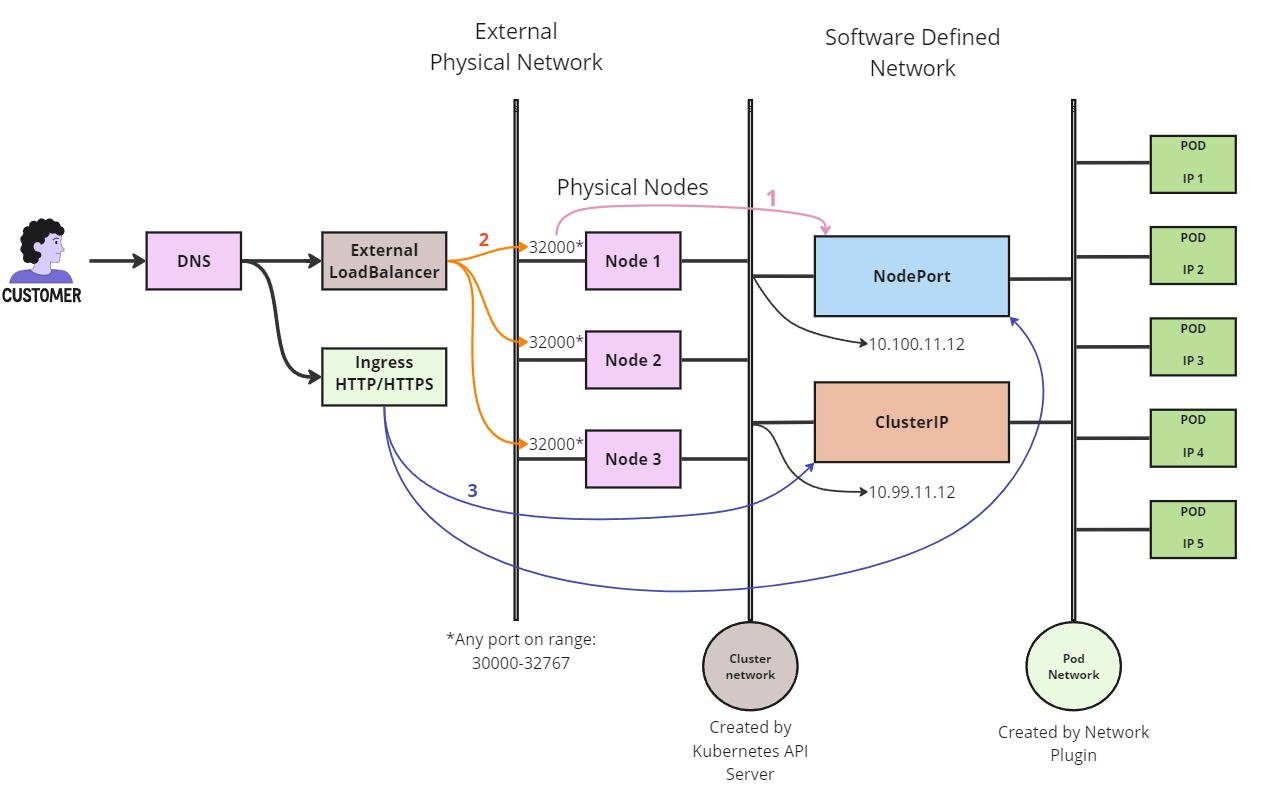 External
Physical Network
Software Defined
Network
Physical Nodes
1
2
3
CUSTOMER
DNS
External
LoadBalancer
Ingress
HTTP/HTTPS
32000*
Node 1
32000*
Node 2
32000*
Node 3
NodePort
10.100.11.12
ClusterIP
10.99.11.12
POD
IP 1
POD
IP 2
POD
IP 3
POD
IP 4
POD
IP 5
*Any port on range:
30000-32767
Cluster
network
Created by
Kubernetes API
Server
Pod
Network
Created by Network
Plugin